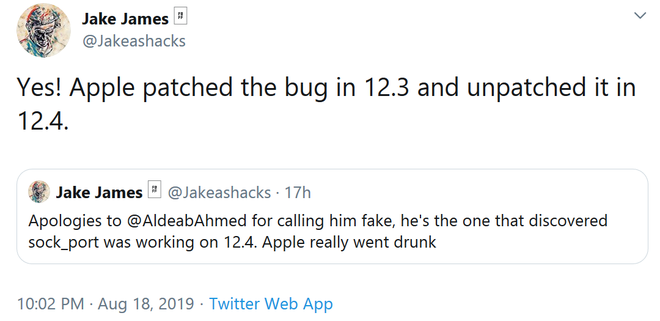 Jake James
@Jakeashacks
Yes! Apple patched the bug in 12.3 and unpatched it in
12.4.
Jake James @Jakeashacks · 17h
Apologies to @AldeabAhmed for calling him fake, he's the one that discovered
sock_port was working on 12.4. Apple really went drunk
10:02 PM · Aug 18, 2019 · Twitter Web App